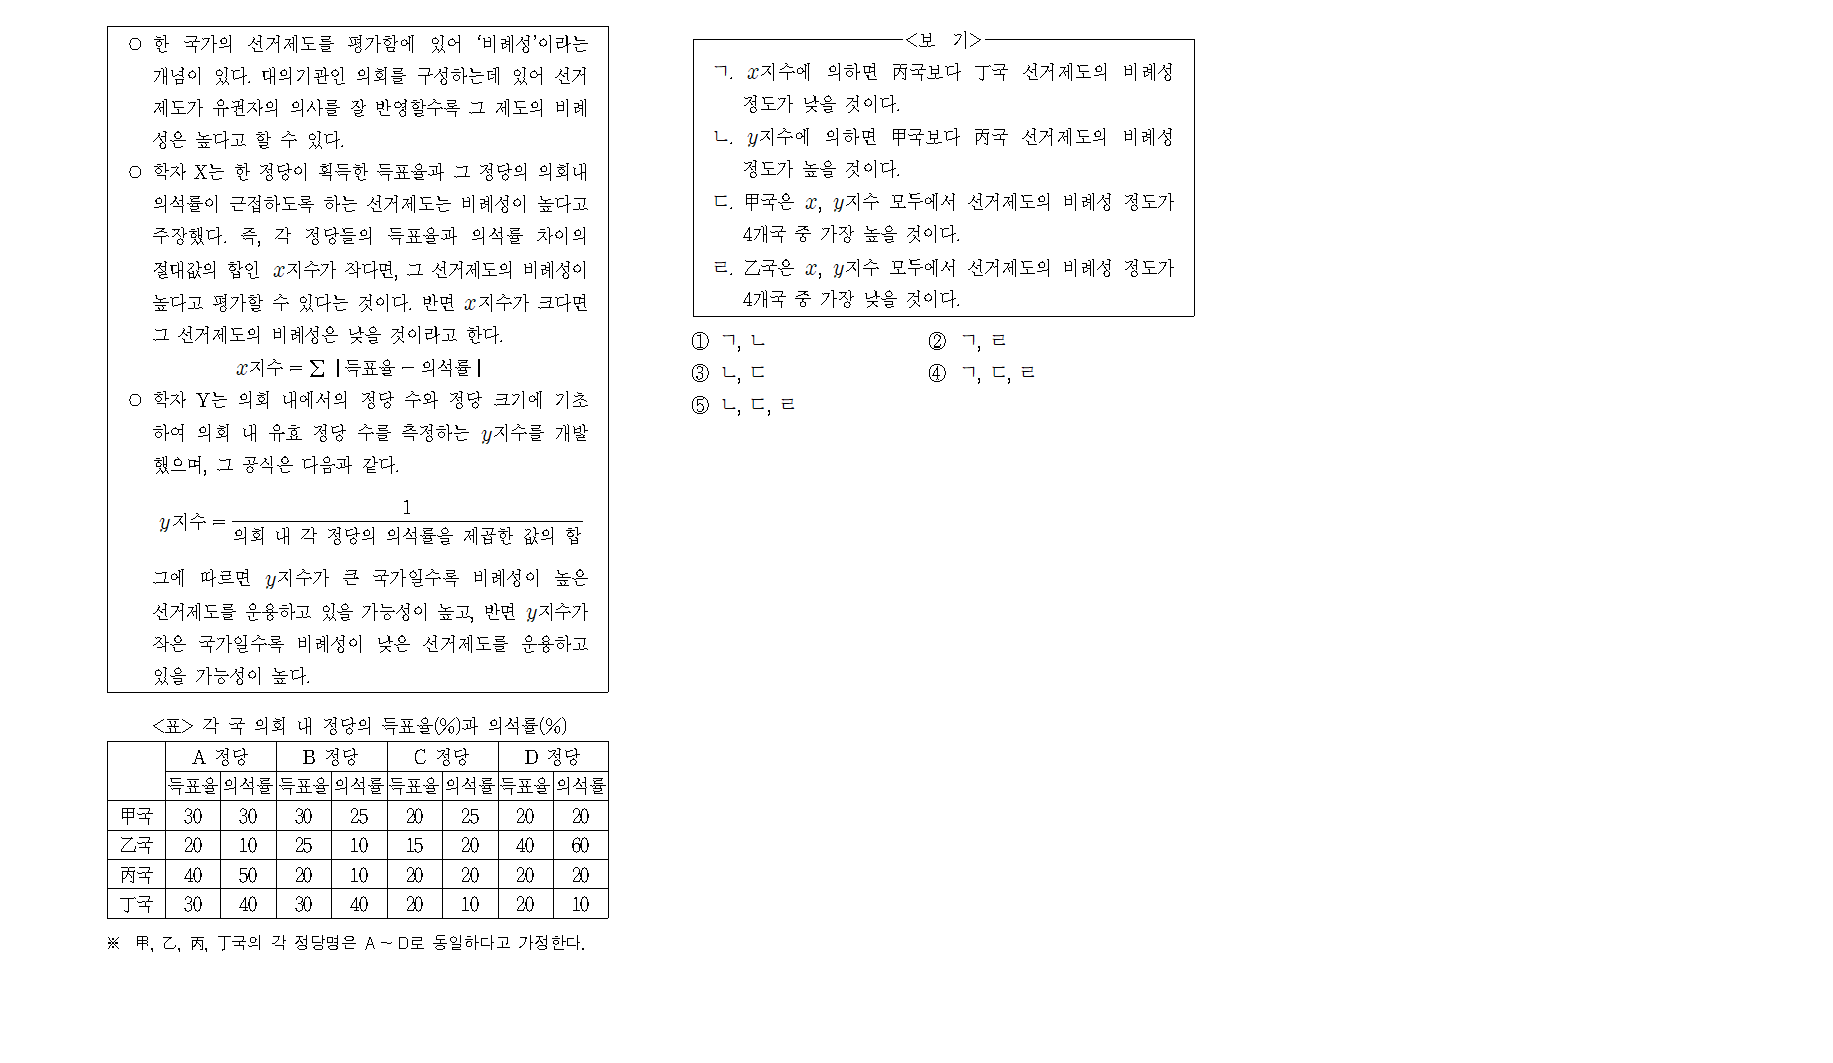 ○ 한 국가의 선거제도를 평가함에 있어 ‘비례성’이라는
개념이 있다. 대의기관인 의회를 구성하는데 있어 선거
제도가 유권자의 의사를 잘 반영할수록 그 제도의 비례
성은 높다고 할 수 있다.
○ 학자 X는 한 정당이 획득한 득표율과 그 정당의 의회내
의석률이 근접하도록 하는 선거제도는 비례성이 높다고
주장했다. 즉, 각 정당들의 득표율과 의석률 차이의
절대값의 합인 x지수가 작다면, 그 선거제도의 비례성이
높다고 평가할 수 있다는 것이다. 반면 x지수가 크다면
그 선거제도의 비례성은 낮을 것이라고 한다.
x지수 = ∑ |득표율 − 의석률|
○ 학자 Y는 의회 내에서의 정당 수와 정당 크기에 기초
하여 의회 내 유효 정당 수를 측정하는 y지수를 개발
했으며, 그 공식은 다음과 같다.
1
y지수 =
의회 내 각 정당의 의석률을 제곱한 값의 합
그에 따르면 y지수가 큰 국가일수록 비례성이 높은
선거제도를 운용하고 있을 가능성이 높고, 반면 y지수가
작은 국가일수록 비례성이 낮은 선거제도를 운용하고
있을 가능성이 높다.
<표> 각 국 의회 내 정당의 득표율(%)과 의석률(%)
A 정당 B 정당 C 정당 D 정당
득표율 의석률 득표율 의석률 득표율 의석률 득표율 의석률
甲국 30 30 30 25 20 25 20 20
乙국 20 10 25 10 15 20 40 60
丙국 40 50 20 10 20 20 20 20
丁국 30 40 30 40 20 10 20 10
※ 甲, 乙, 丙, 丁국의 각 정당명은 A ~ D로 동일하다고 가정한다.
<보 기>
ㄱ. x지수에 의하면 丙국보다 丁국 선거제도의 비례성
정도가 낮을 것이다.
ㄴ. y지수에 의하면 甲국보다 丙국 선거제도의 비례성
정도가 높을 것이다.
ㄷ. 甲국은 x, y지수 모두에서 선거제도의 비례성 정도가
4개국 중 가장 높을 것이다.
ㄹ. 乙국은 x, y지수 모두에서 선거제도의 비례성 정도가
4개국 중 가장 낮을 것이다.
① ㄱ, ㄴ ② ㄱ, ㄹ
③ ㄴ, ㄷ ④ ㄱ, ㄷ, ㄹ
⑤ ㄴ, ㄷ, ㄹ